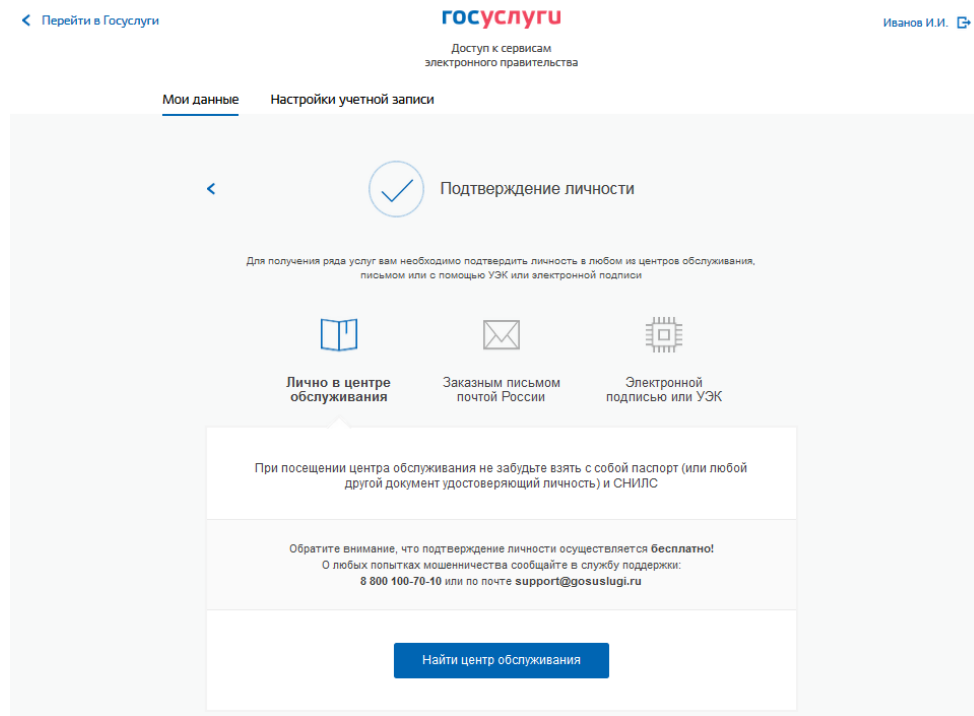 Перейти в Госуслуги
госуслуги
Иванов И.И.
Доступ к сервисам
электронного правительства
Мои данные
Настройки учетной записи
Подтверждение личности
Для получения ряда услуг вам необходимо подтвердить личность в любом из центров обслуживания,
письмом или с помощью УЭК или электронной подписи
Лично в центре
обслуживания
Заказным письмом
почтой России
Электронной
подписью или УЭК
При посещении центра обслуживания не забудьте взять с собой паспорт (или любой
другой документ удостоверяющий личность) и СНИЛС
Обратите внимание, что подтверждение личности осуществляется бесплатно!
О любых попытках мошенничества сообщайте в службу поддержки:
8 800 100-70-10 или по почте support@gosuslugi.ru
Найти центр обслуживания